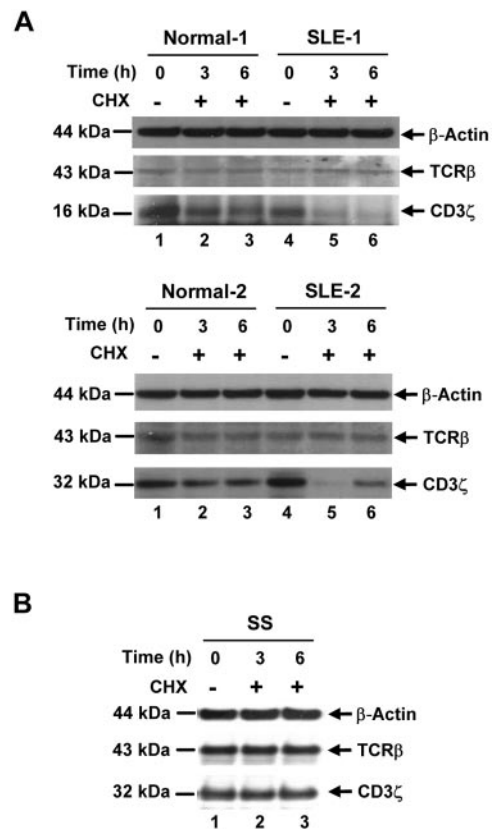 A
Normal-1 SLE-1
Time (h) 0 3 6 0 3 6
CHX - + + - + +
44 kDa β-Actin
43 kDa TCRβ
16 kDa CD3ζ
1 2 3 4 5 6
Normal-2 SLE-2
Time (h) 0 3 6 0 3 6
CHX - + + - + +
44 kDa β-Actin
43 kDa TCRβ
32 kDa CD3ζ
1 2 3 4 5 6
B
SS
Time (h) 0 3 6
CHX - + +
44 kDa β-Actin
43 kDa TCRβ
32 kDa CD3ζ
1 2 3